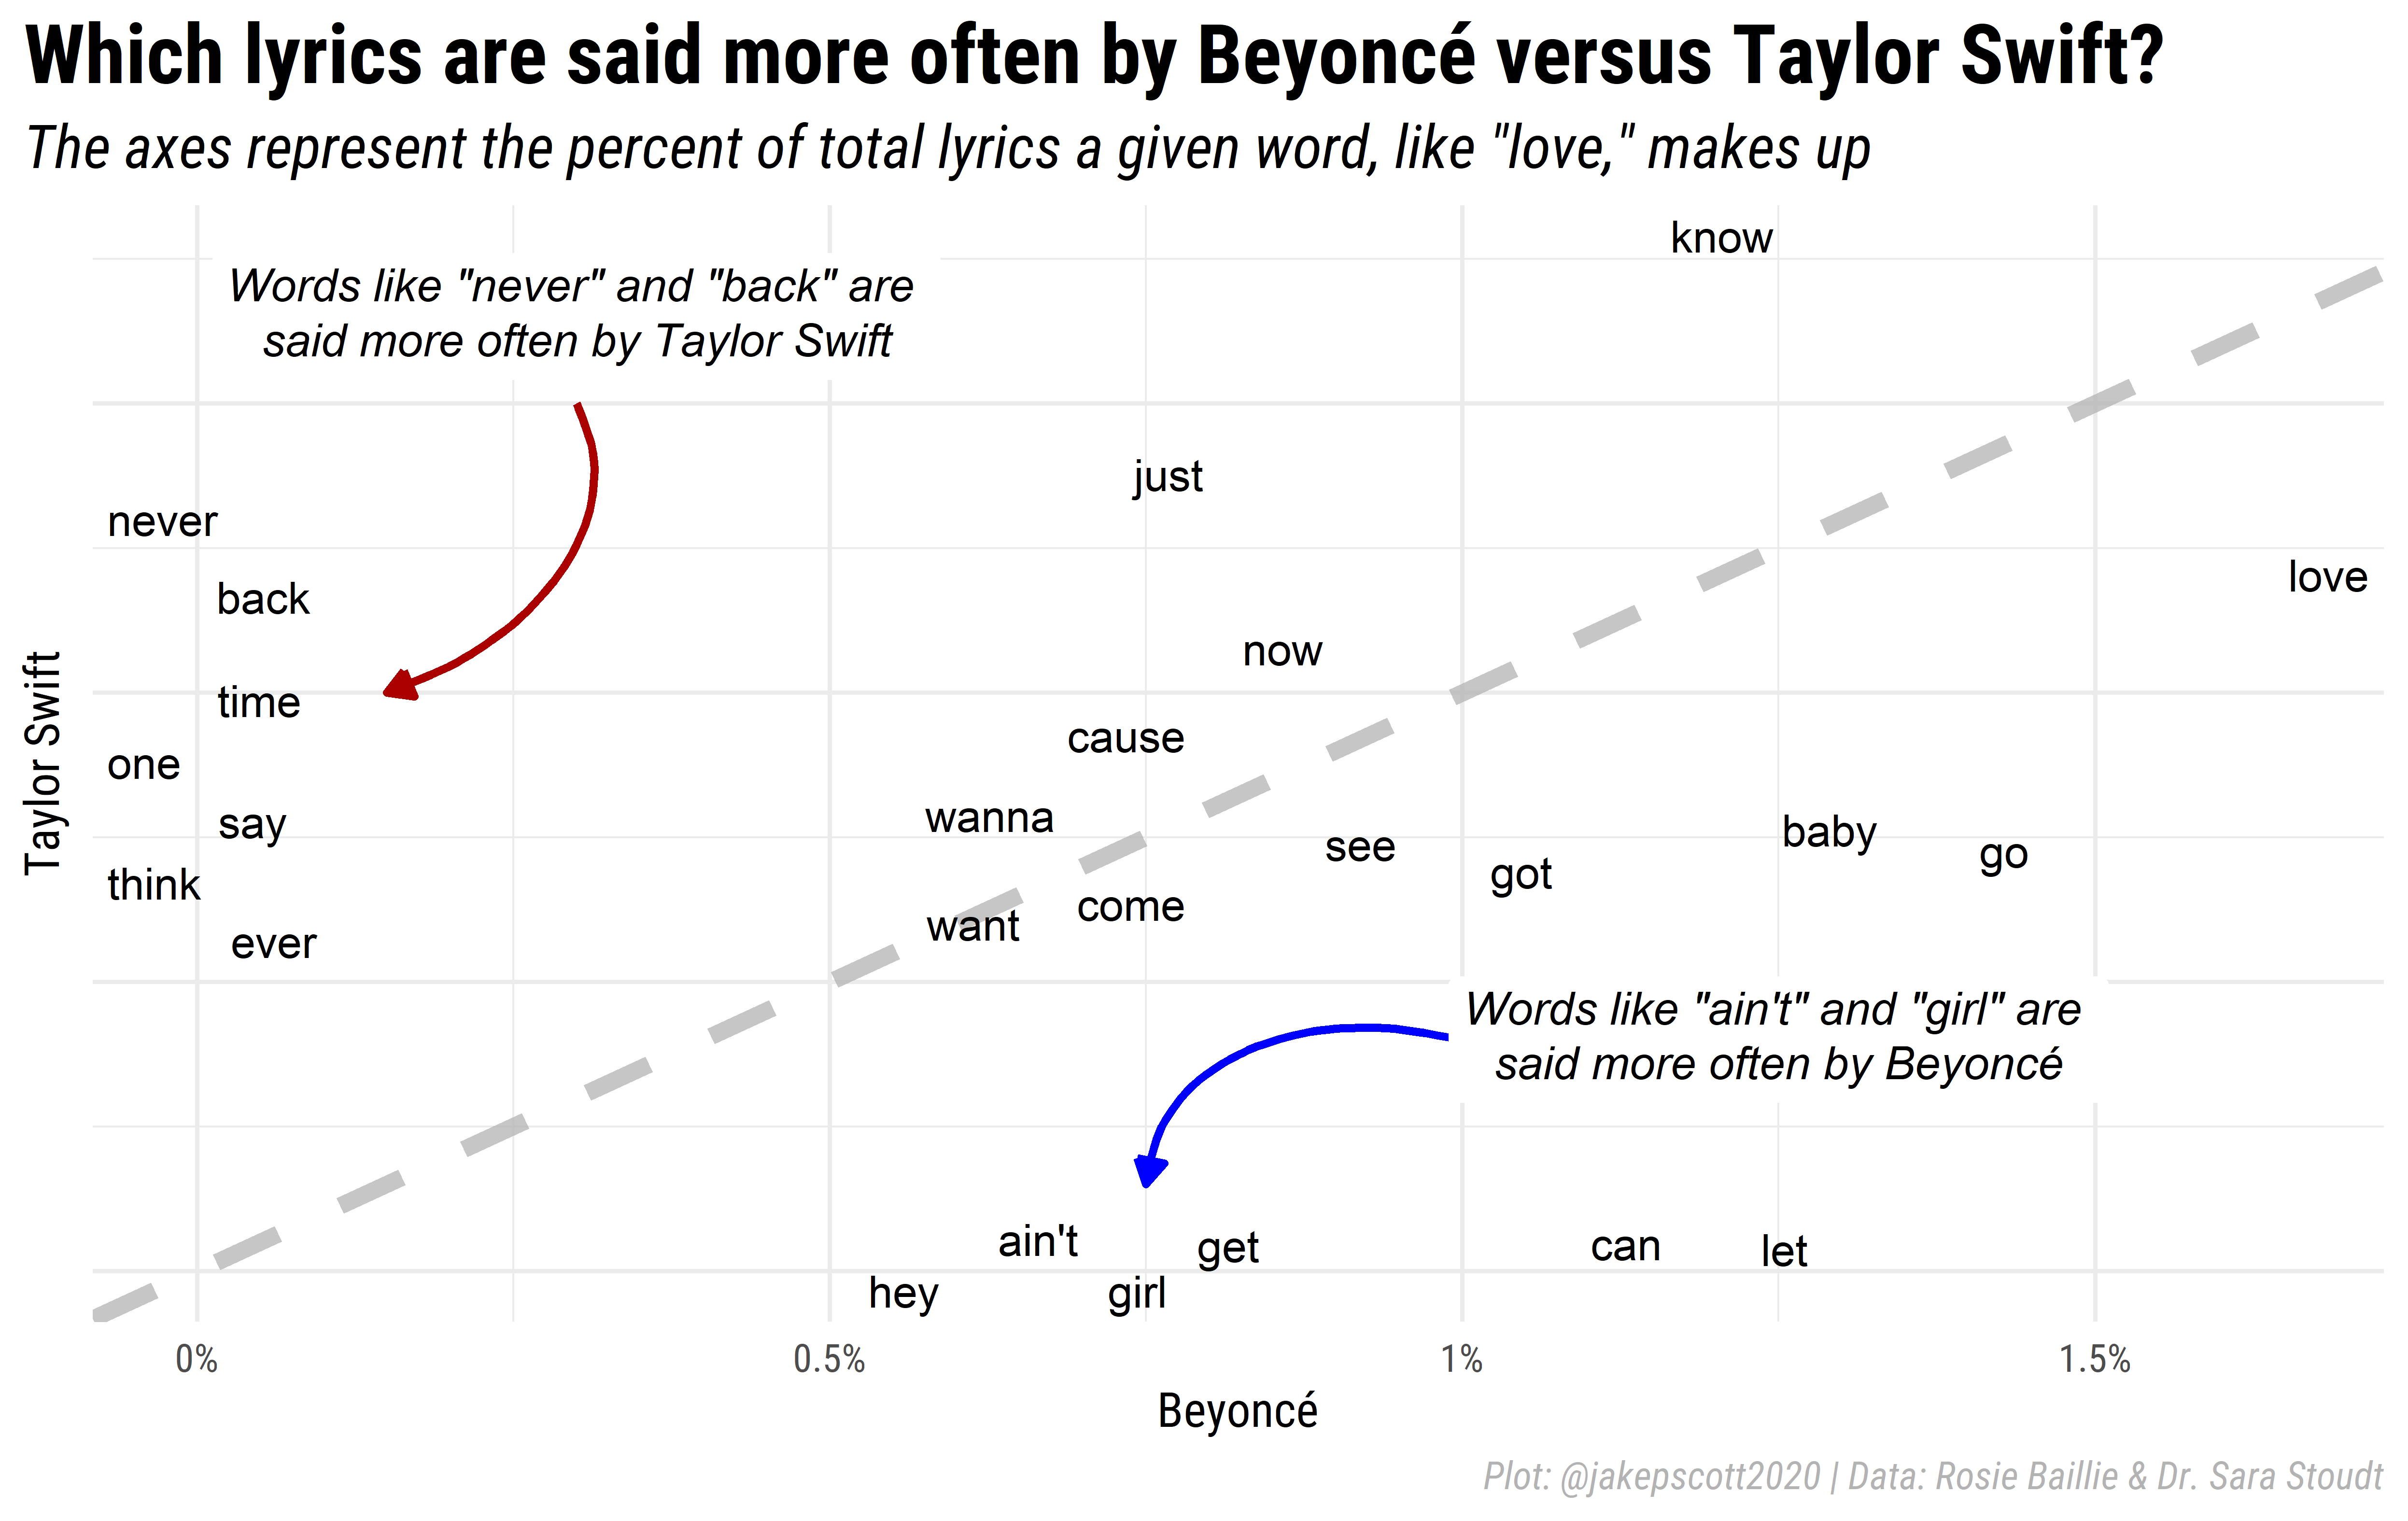 Which lyrics are said more often by Beyoncé versus Taylor Swift?
The axes represent the percent of total lyrics a given word, like "love," makes up
know
Words like "never" and "back" are
said more often by Taylor Swift
just
never
love
back
now
time
cause
one
wanna
say
baby
see
go
got
think
come
want
ever
Words like "ain't" and "girl" are
said more often by Beyoncé
ain't
get
can
let
hey
girl
Taylor Swift
0%
0.5%
1%
1.5%
Beyoncé
Plot: @jakepscott2020 | Data: Rosie Baillie & Dr. Sara Stoudt